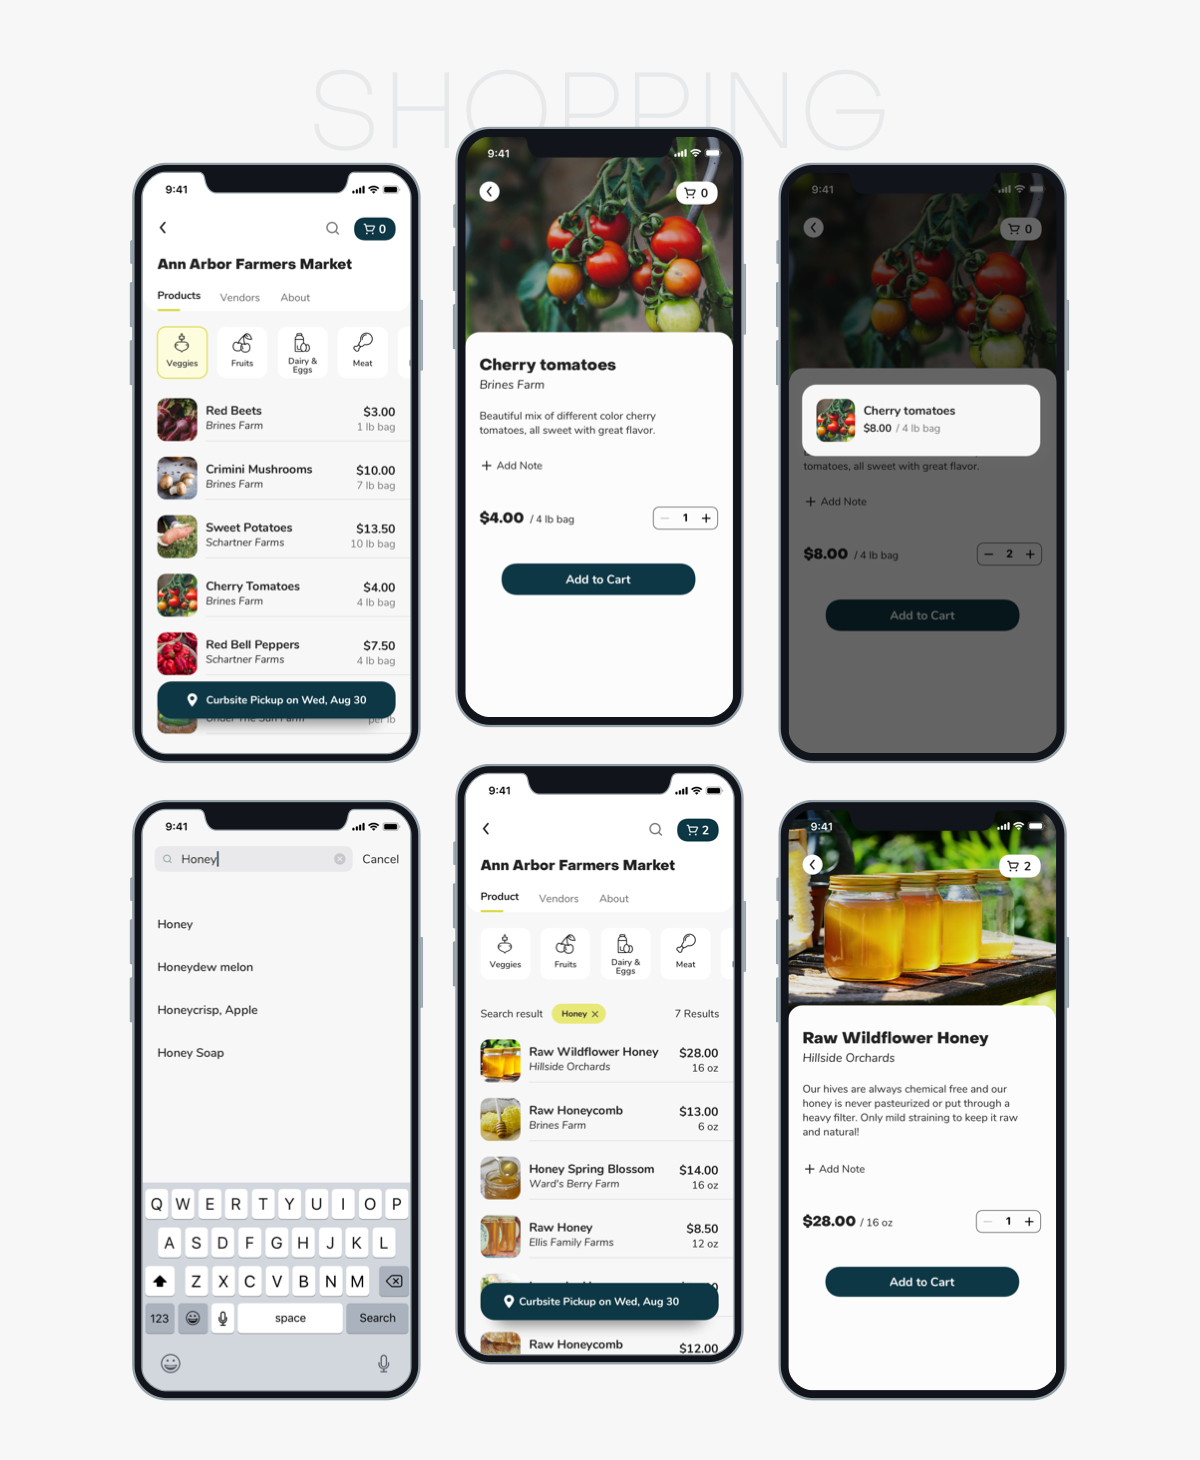 SHOPPING
9:41
0
Ann Arbor Farmers Market
Products Vendors About
Veggies
Fruits
Dairy &
Eggs
Meat
Red Beets $3.00
Brines Farm 1 lb bag
Crimini Mushrooms $10.00
Brines Farm 7 lb bag
Sweet Potatoes $13.50
Schartner Farms 10 lb bag
Cherry Tomatoes $4.00
Brines Farm 4 lb bag
Red Bell Peppers $7.50
Schartner Farms 4 lb bag
Curbsite Pickup on Wed, Aug 30
Under The Sun Farm per lb
9:41
0
Cherry tomatoes
Brines Farm
Beautiful mix of different color cherry
tomatoes, all sweet with great flavor.
+ Add Note
$4.00 / 4 lb bag − 1 +
Add to Cart
9:41
0
Cherry tomatoes
$8.00 / 4 lb bag
tomatoes, all sweet with great flavor.
+ Add Note
$8.00 / 4 lb bag − 2 +
Add to Cart
9:41
Honey Cancel
Honey
Honeydew melon
Honeycrisp, Apple
Honey Soap
Q W E R T Y U I O P
A S D F G H J K L
Z X C V B N M
123 space Search
9:41
2
Ann Arbor Farmers Market
Product Vendors About
Veggies
Fruits
Dairy &
Eggs
Meat
Search result Honey × 7 Results
Raw Wildflower Honey $28.00
Hillside Orchards 16 oz
Raw Honeycomb $13.00
Brines Farm 6 oz
Honey Spring Blossom $14.00
Ward's Berry Farm 16 oz
Raw Honey $8.50
Ellis Family Farms 12 oz
Curbsite Pickup on Wed, Aug 30
Raw Honeycomb $12.00
9:41
2
Raw Wildflower Honey
Hillside Orchards
Our hives are always chemical free and our
honey is never pasteurized or put through a
heavy filter. Only mild straining to keep it raw
and natural!
+ Add Note
$28.00 / 16 oz − 1 +
Add to Cart